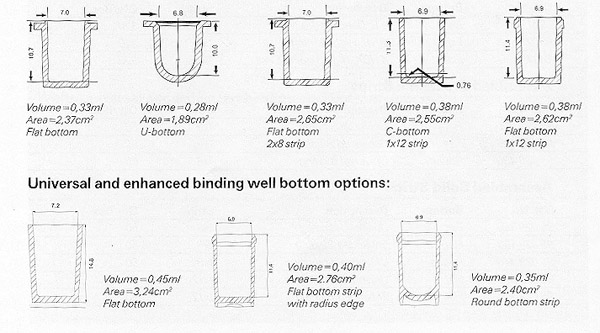 7.0
6.8
7.0
6.9
6.9
10.7
10.0
10.7
11.3
11.4
0.76
Volume=0,33ml
Area=2,37cm²
Flat bottom
Volume=0,28ml
Area=1,89cm²
U-bottom
Volume=0,33ml
Area=2,65cm²
Flat bottom
2x8 strip
Volume=0,38ml
Area=2,55cm²
C-bottom
1x12 strip
Volume=0,38ml
Area=2,62cm²
Flat bottom
1x12 strip
Universal and enhanced binding well bottom options:
7.2
6.9
14.8
11.4
Volume=0,45ml
Area=3,24cm²
Flat bottom
Volume=0,40ml
Area=2.76cm²
Flat bottom strip
with radius edge
Volume=0,35ml
Area=2.40cm²
Round bottom strip